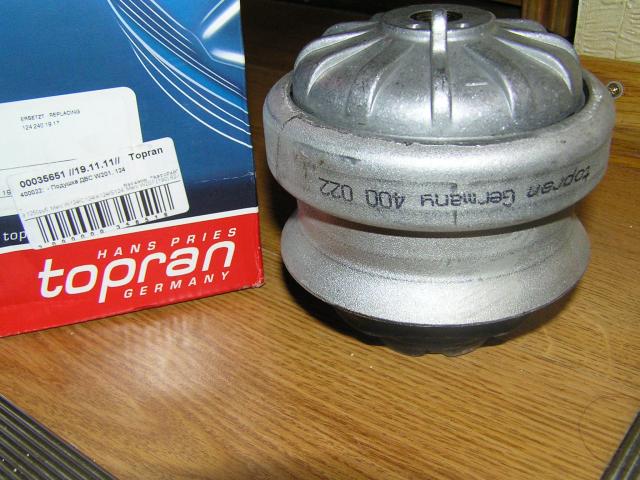 ERSETZT REPLACING
124 240 19 17
00035651 //19.11.11// Topran
400022: - Подушка ДВС W201, 124
top
HANS PRIES
topran
GERMANY
topran Germany 400 022